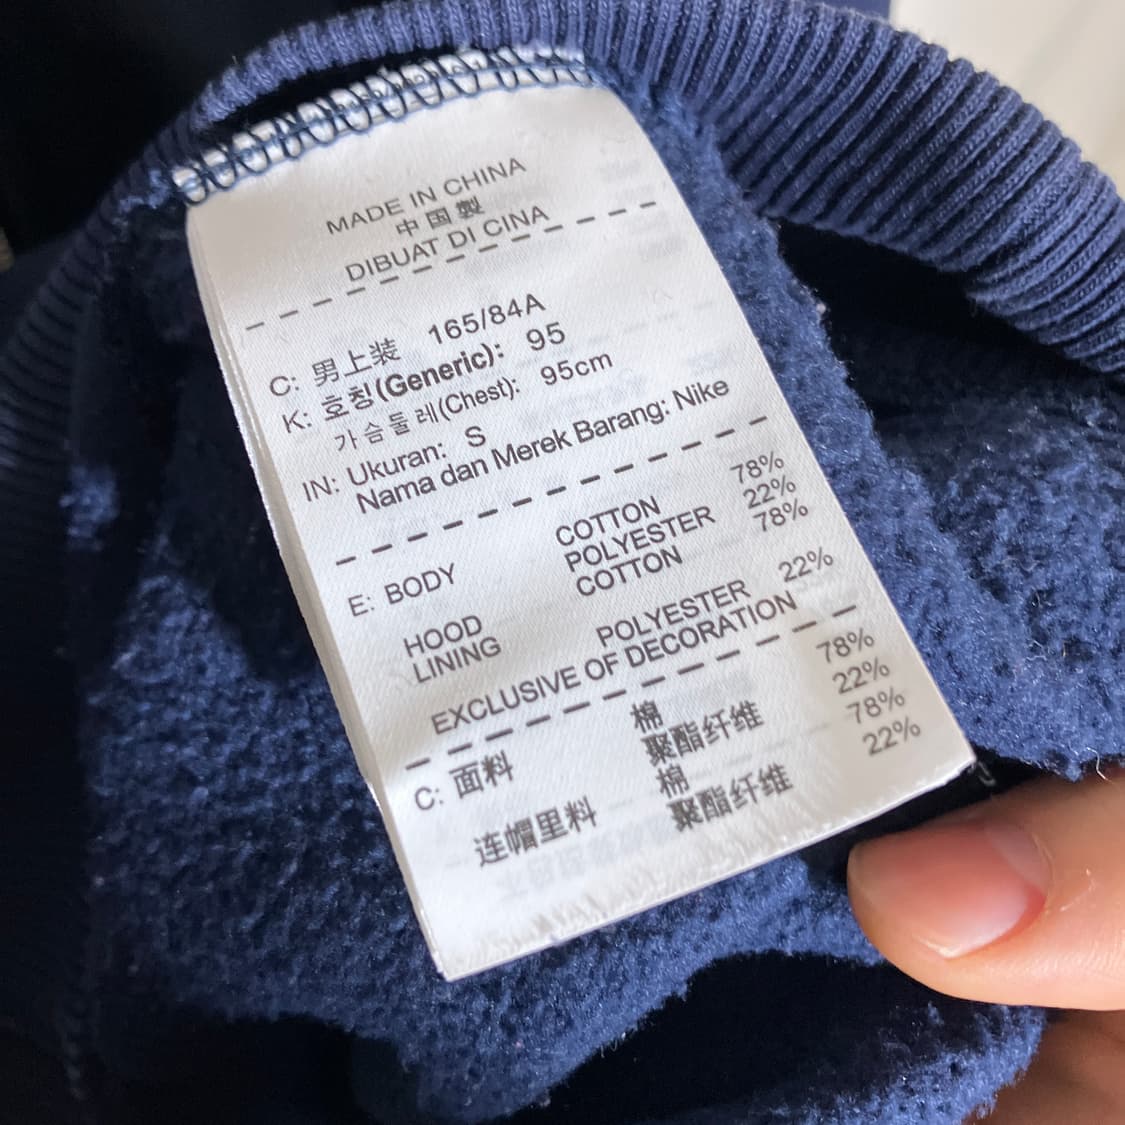 MADE IN CHINA
中国製
DIBUAT DI CINA
C: 男上装 165/84A
K: 호칭(Generic): 95
가슴둘레(Chest): 95cm
IN: Ukuran: S
Nama dan Merek Barang: Nike
E: BODY COTTON 78%
POLYESTER 22%
HOOD LINING COTTON 78%
POLYESTER 22%
EXCLUSIVE OF DECORATION
C: 面料 棉 78%
聚酯纤维 22%
连帽里料 棉 78%
聚酯纤维 22%